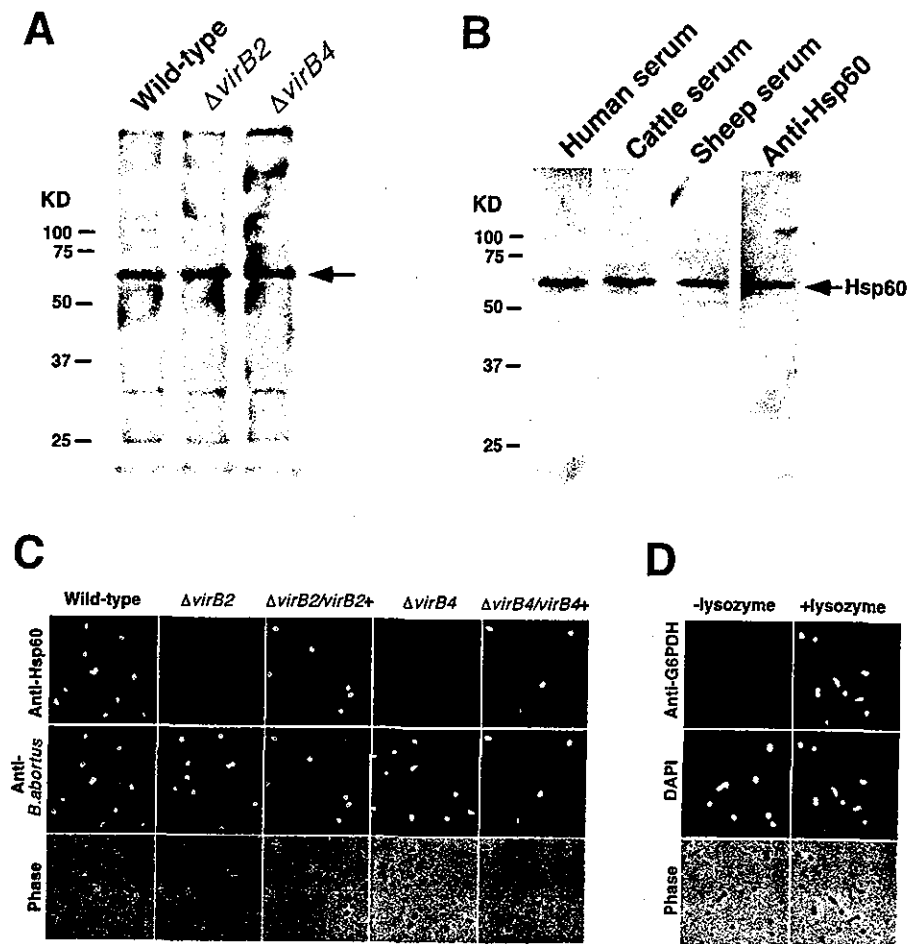 A
Wild-type
ΔvirB2
ΔvirB4
KD
100
75
50
37
25
B
Human serum
Cattle serum
Sheep serum
Anti-Hsp60
KD
100
75
50
37
25
Hsp60
C
Wild-type
ΔvirB2
ΔvirB2/virB2+
ΔvirB4
ΔvirB4/virB4+
Anti-Hsp60
Anti-
B.abortus
Phase
D
-lysozyme
+lysozyme
Anti-G6PDH
DAPI
Phase